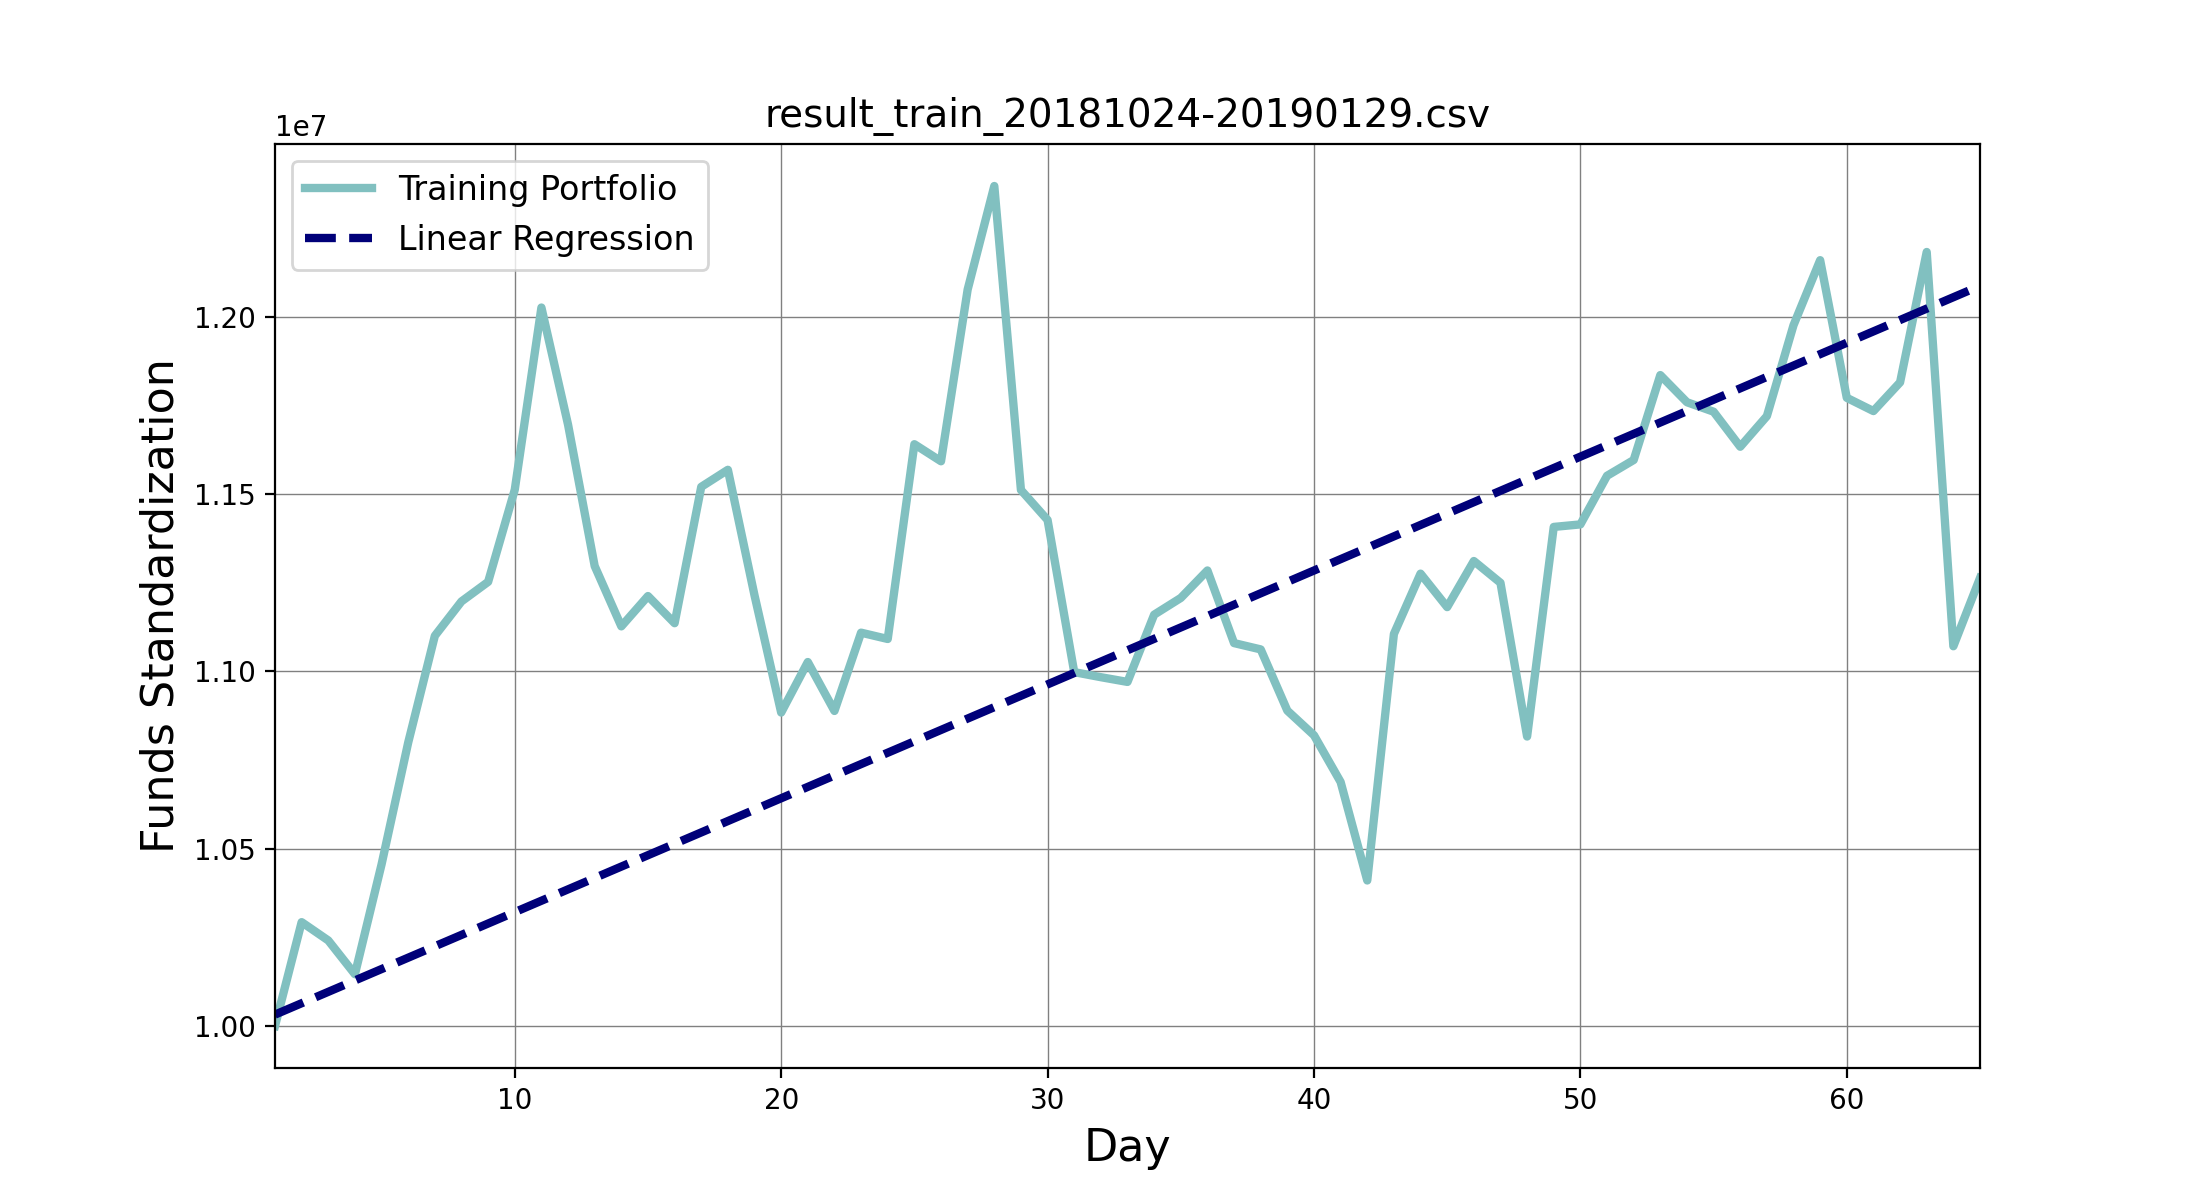 result_train_20181024-20190129.csv
1e7
Training Portfolio
Linear Regression
1.20
1.15
1.10
1.05
1.00
Funds Standardization
10 20 30 40 50 60
Day